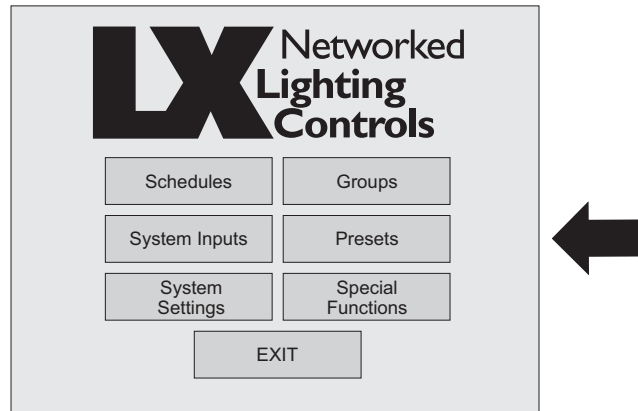 LX Networked
Lighting
Controls
Schedules
Groups
System Inputs
Presets
System
Settings
Special
Functions
EXIT